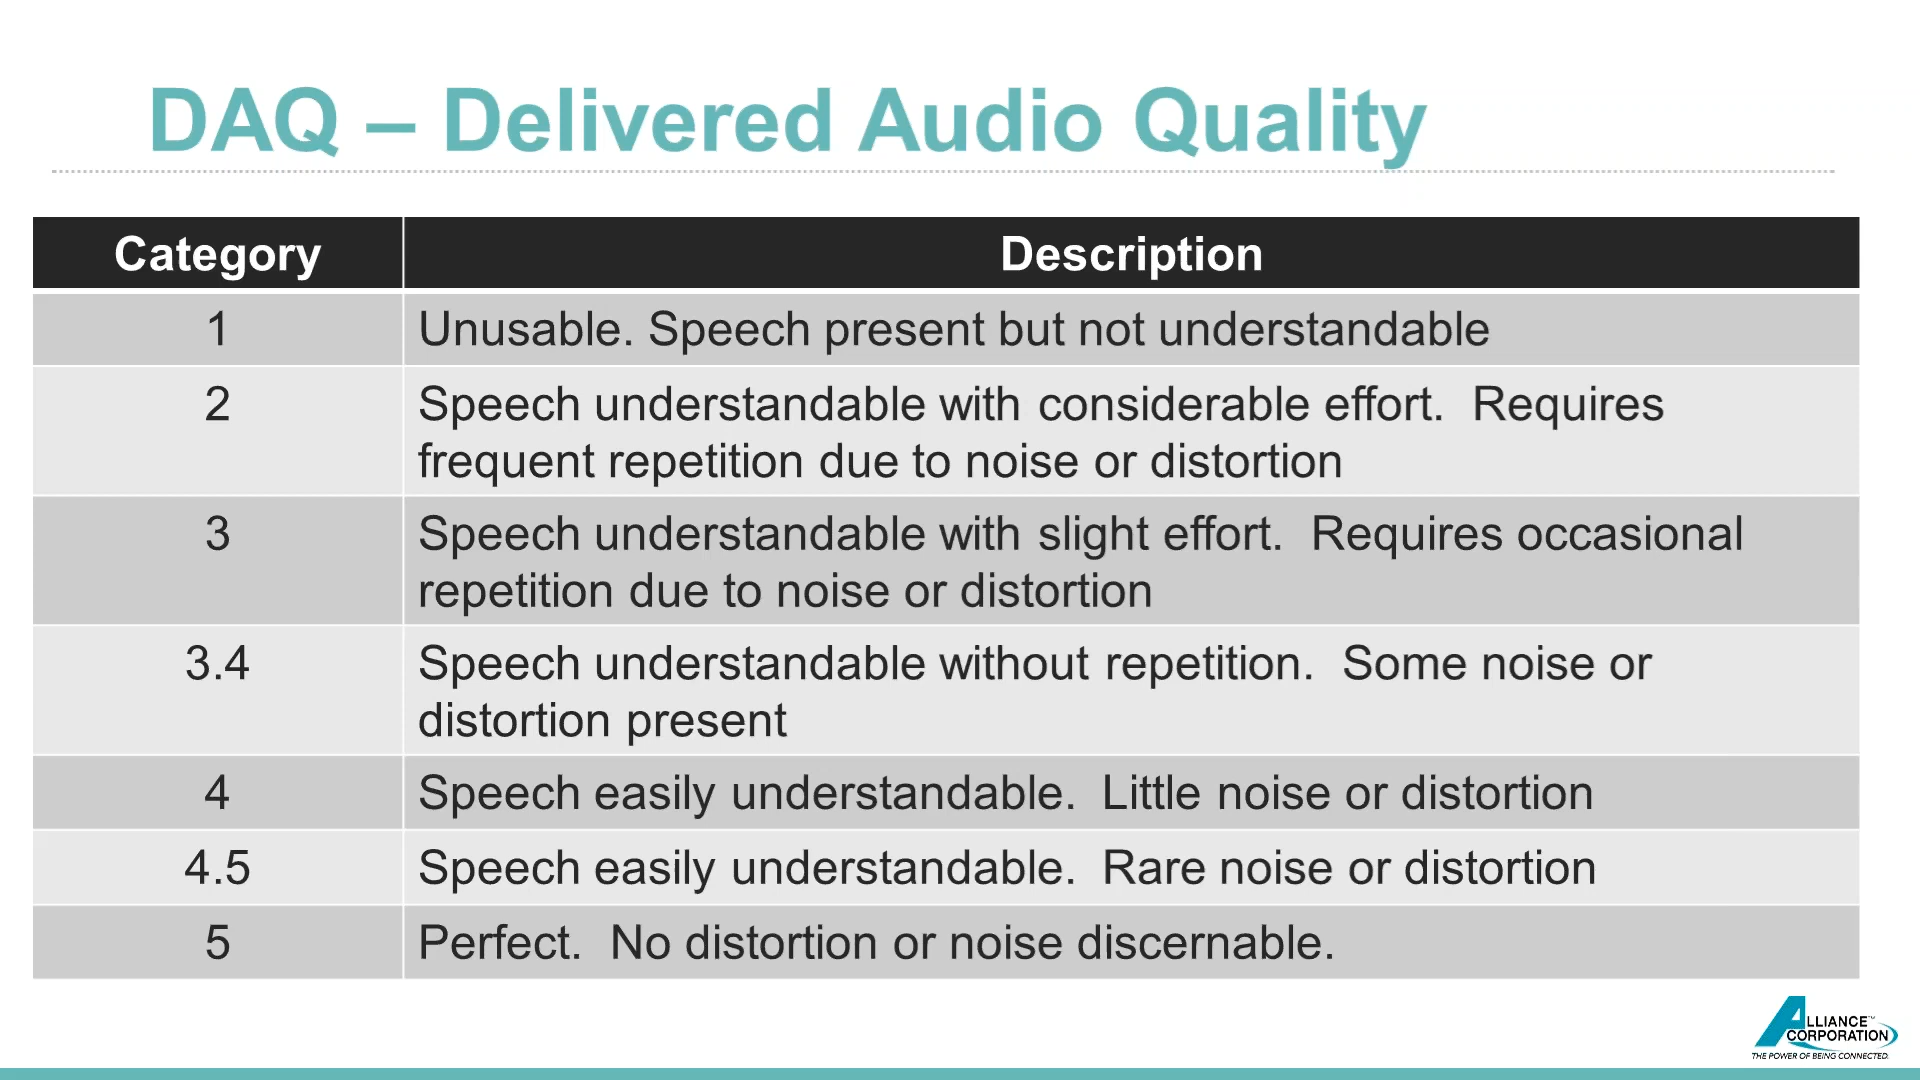 DAQ – Delivered Audio Quality
Category Description
1 Unusable. Speech present but not understandable
2 Speech understandable with considerable effort.  Requires
frequent repetition due to noise or distortion
3 Speech understandable with slight effort.  Requires occasional
repetition due to noise or distortion
3.4 Speech understandable without repetition.  Some noise or
distortion present
4 Speech easily understandable.  Little noise or distortion
4.5 Speech easily understandable.  Rare noise or distortion
5 Perfect.  No distortion or noise discernable.
ALLIANCE™
CORPORATION
THE POWER OF BEING CONNECTED.